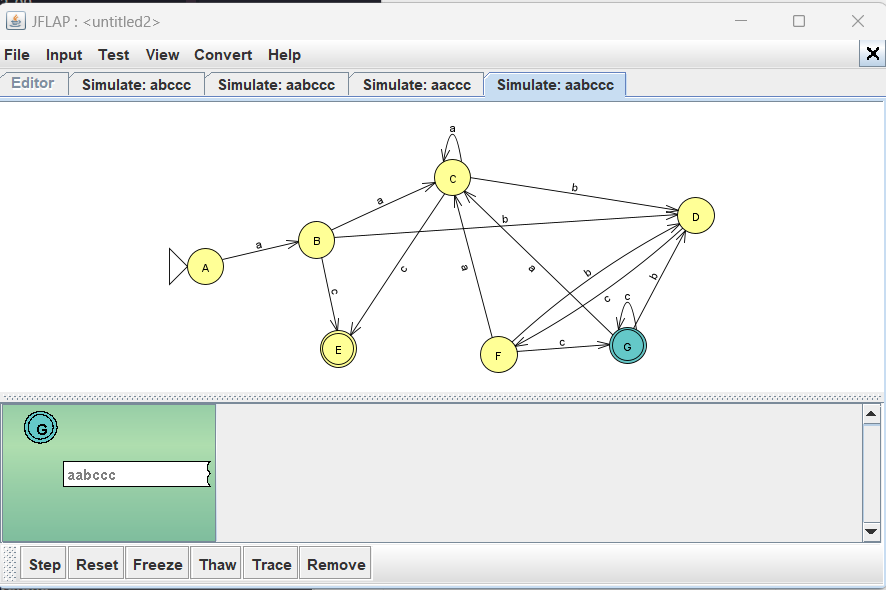 JFLAP : <untitled2>
File Input Test View Convert Help
Editor Simulate: abccc Simulate: aabccc Simulate: aaccc Simulate: aabccc
a
C
b
a
D
b
B
a
A
c
a
b
a
c
b
c
c
E
c
F
G
G
aabccc
Step Reset Freeze Thaw Trace Remove